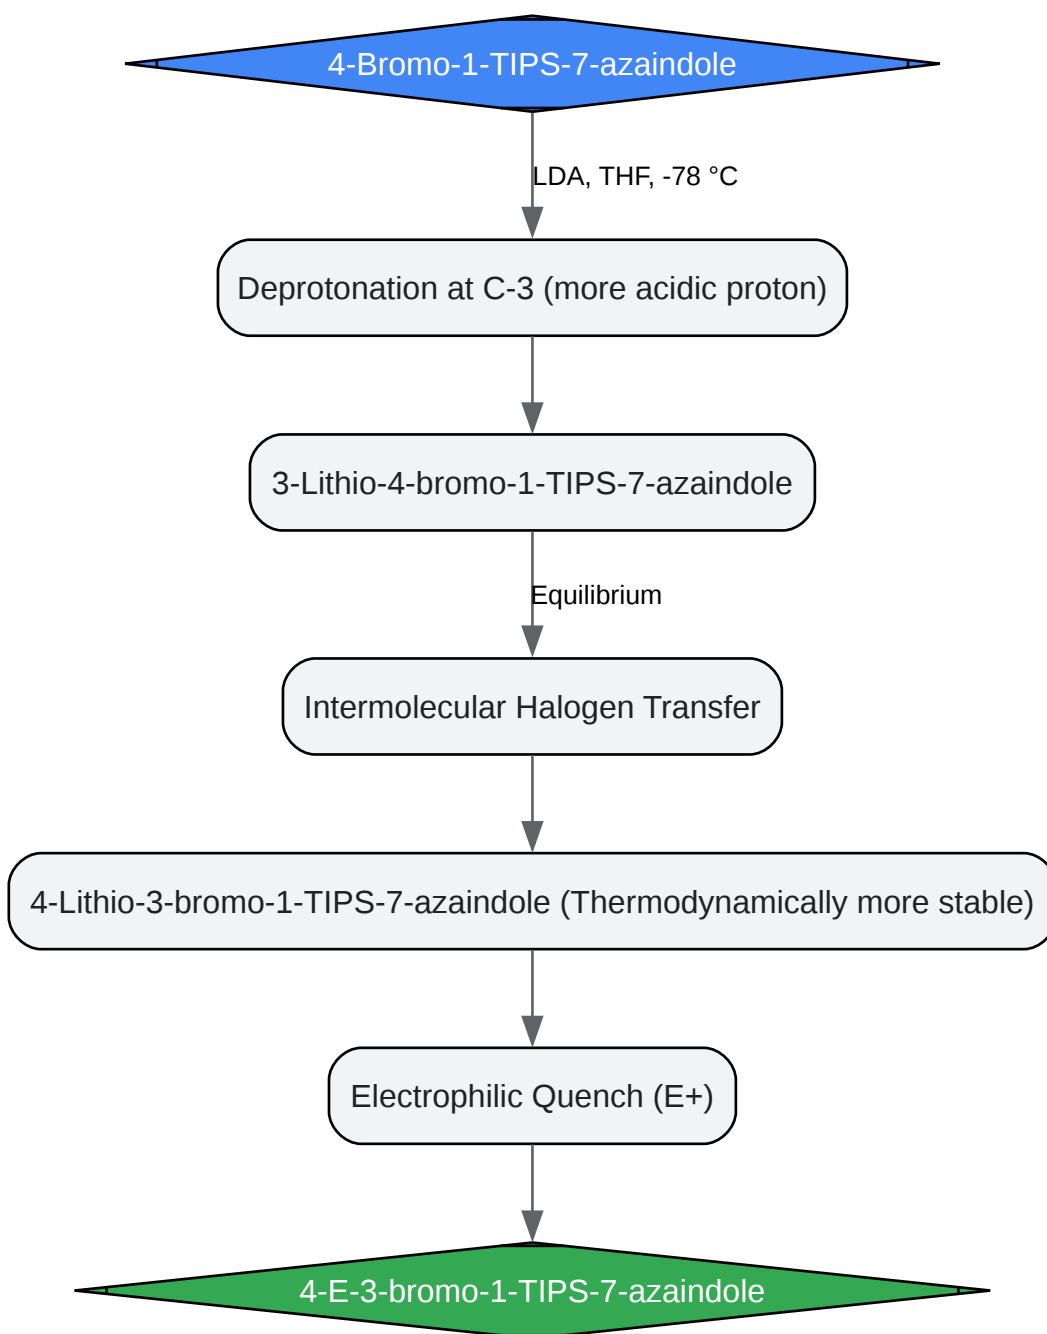 4-Bromo-1-TIPS-7-azaindole
LDA, THF, -78 °C
Deprotonation at C-3 (more acidic proton)
3-Lithio-4-bromo-1-TIPS-7-azaindole
Equilibrium
Intermolecular Halogen Transfer
4-Lithio-3-bromo-1-TIPS-7-azaindole (Thermodynamically more stable)
Electrophilic Quench (E+)
4-E-3-bromo-1-TIPS-7-azaindole